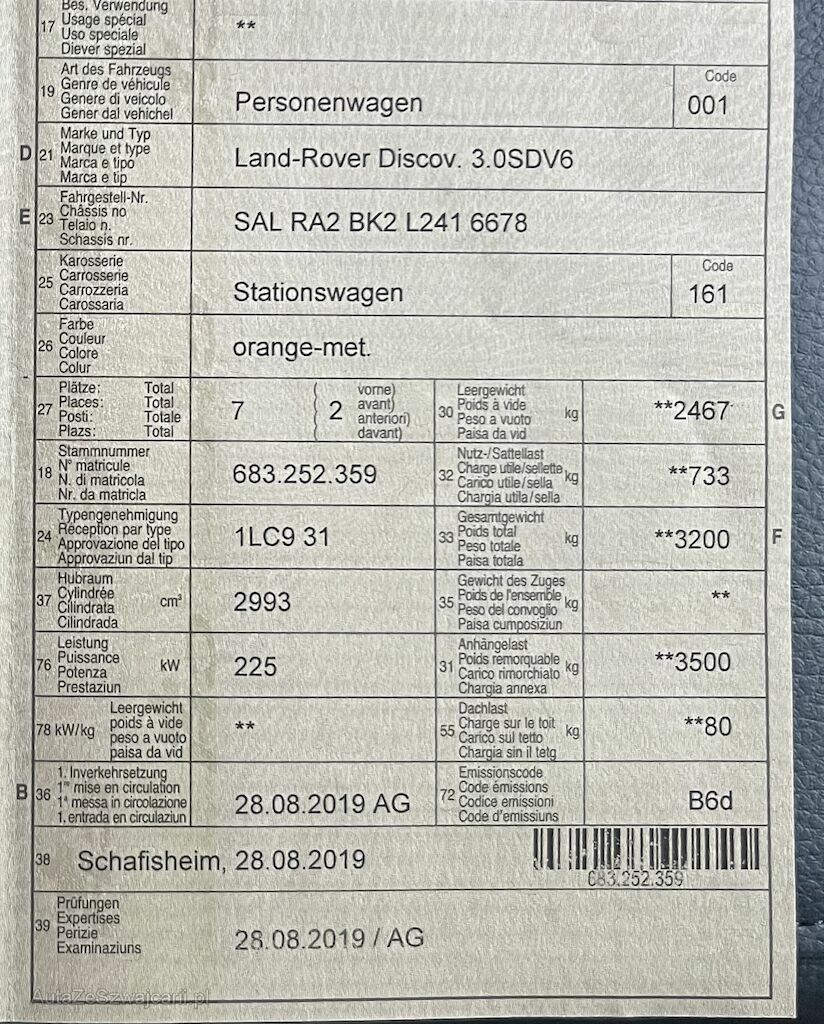 Bes. Verwendung
17 Usage spécial **
Uso speciale
Diever spezial
Art des Fahrzeugs Code
19 Genre de véhicule Personenwagen 001
Genere di veicolo
Gener dal vehichel
Marke und Typ
D 21 Marque et type Land-Rover Discov. 3.0SDV6
Marca e tipo
Marca e tip
Fahrgestell-Nr.
E 23 Châssis no SAL RA2 BK2 L241 6678
Telaio n.
Schassis nr.
Karosserie Code
25 Carrosserie Stationswagen 161
Carrozzeria
Carossaria
Farbe
26 Couleur orange-met.
Colore
Colur
Plätze: Total vorne) Leergewicht
27 Places: Total 7 ( 2 avant) 30 Poids à vide kg **2467 G
Posti: Totale anteriori) Peso a vuoto
Plazs: Total davant) Paisa da vid
Stammnummer Nutz-/Sattellast
18 N° matricule 683.252.359 32 Charge utile/sellette kg **733
N. di matricola Carico utile/sella
Nr. da matricla Chargia utila/sella
Typengenehmigung Gesamtgewicht
24 Réception par type 1LC9 31 33 Poids total kg **3200 F
Approvazione del tipo Peso totale
Approvaziun dal tip Paisa totala
Hubraum Gewicht des Zuges
37 Cylindrée cm³ 2993 35 Poids de l'ensemble kg **
Cilindrata Peso del convoglio
Cilindrada Paisa cumposiziun
Leistung Anhängelast
76 Puissance kW 225 31 Poids remorquable kg **3500
Potenza Carico rimorchiato
Prestaziun Chargia annexa
Leergewicht Dachlast
78 kW/kg poids à vide ** 55 Charge sur le toit kg **80
peso a vuoto Carico sul tetto
paisa da vid Chargia sin il tetg
1. Inverkehrsetzung Emissionscode
B 36 1re mise en circulation 28.08.2019 AG 72 Code émissions B6d
1a messa in circolazione Codice emissioni
1. entrada en circulaziun Code d'emissiuns
38 Schafisheim, 28.08.2019
683.252.359
Prüfungen
39 Expertises 28.08.2019 / AG
Perizie
Examinaziuns
AutaZeSzwajcarii.pl